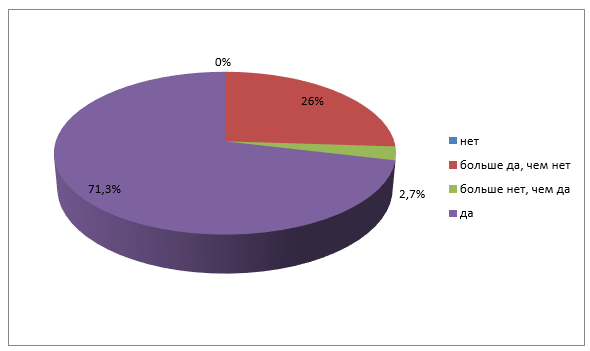 0%
26%
71,3%
2,7%
нет
больше да, чем нет
больше нет, чем да
да